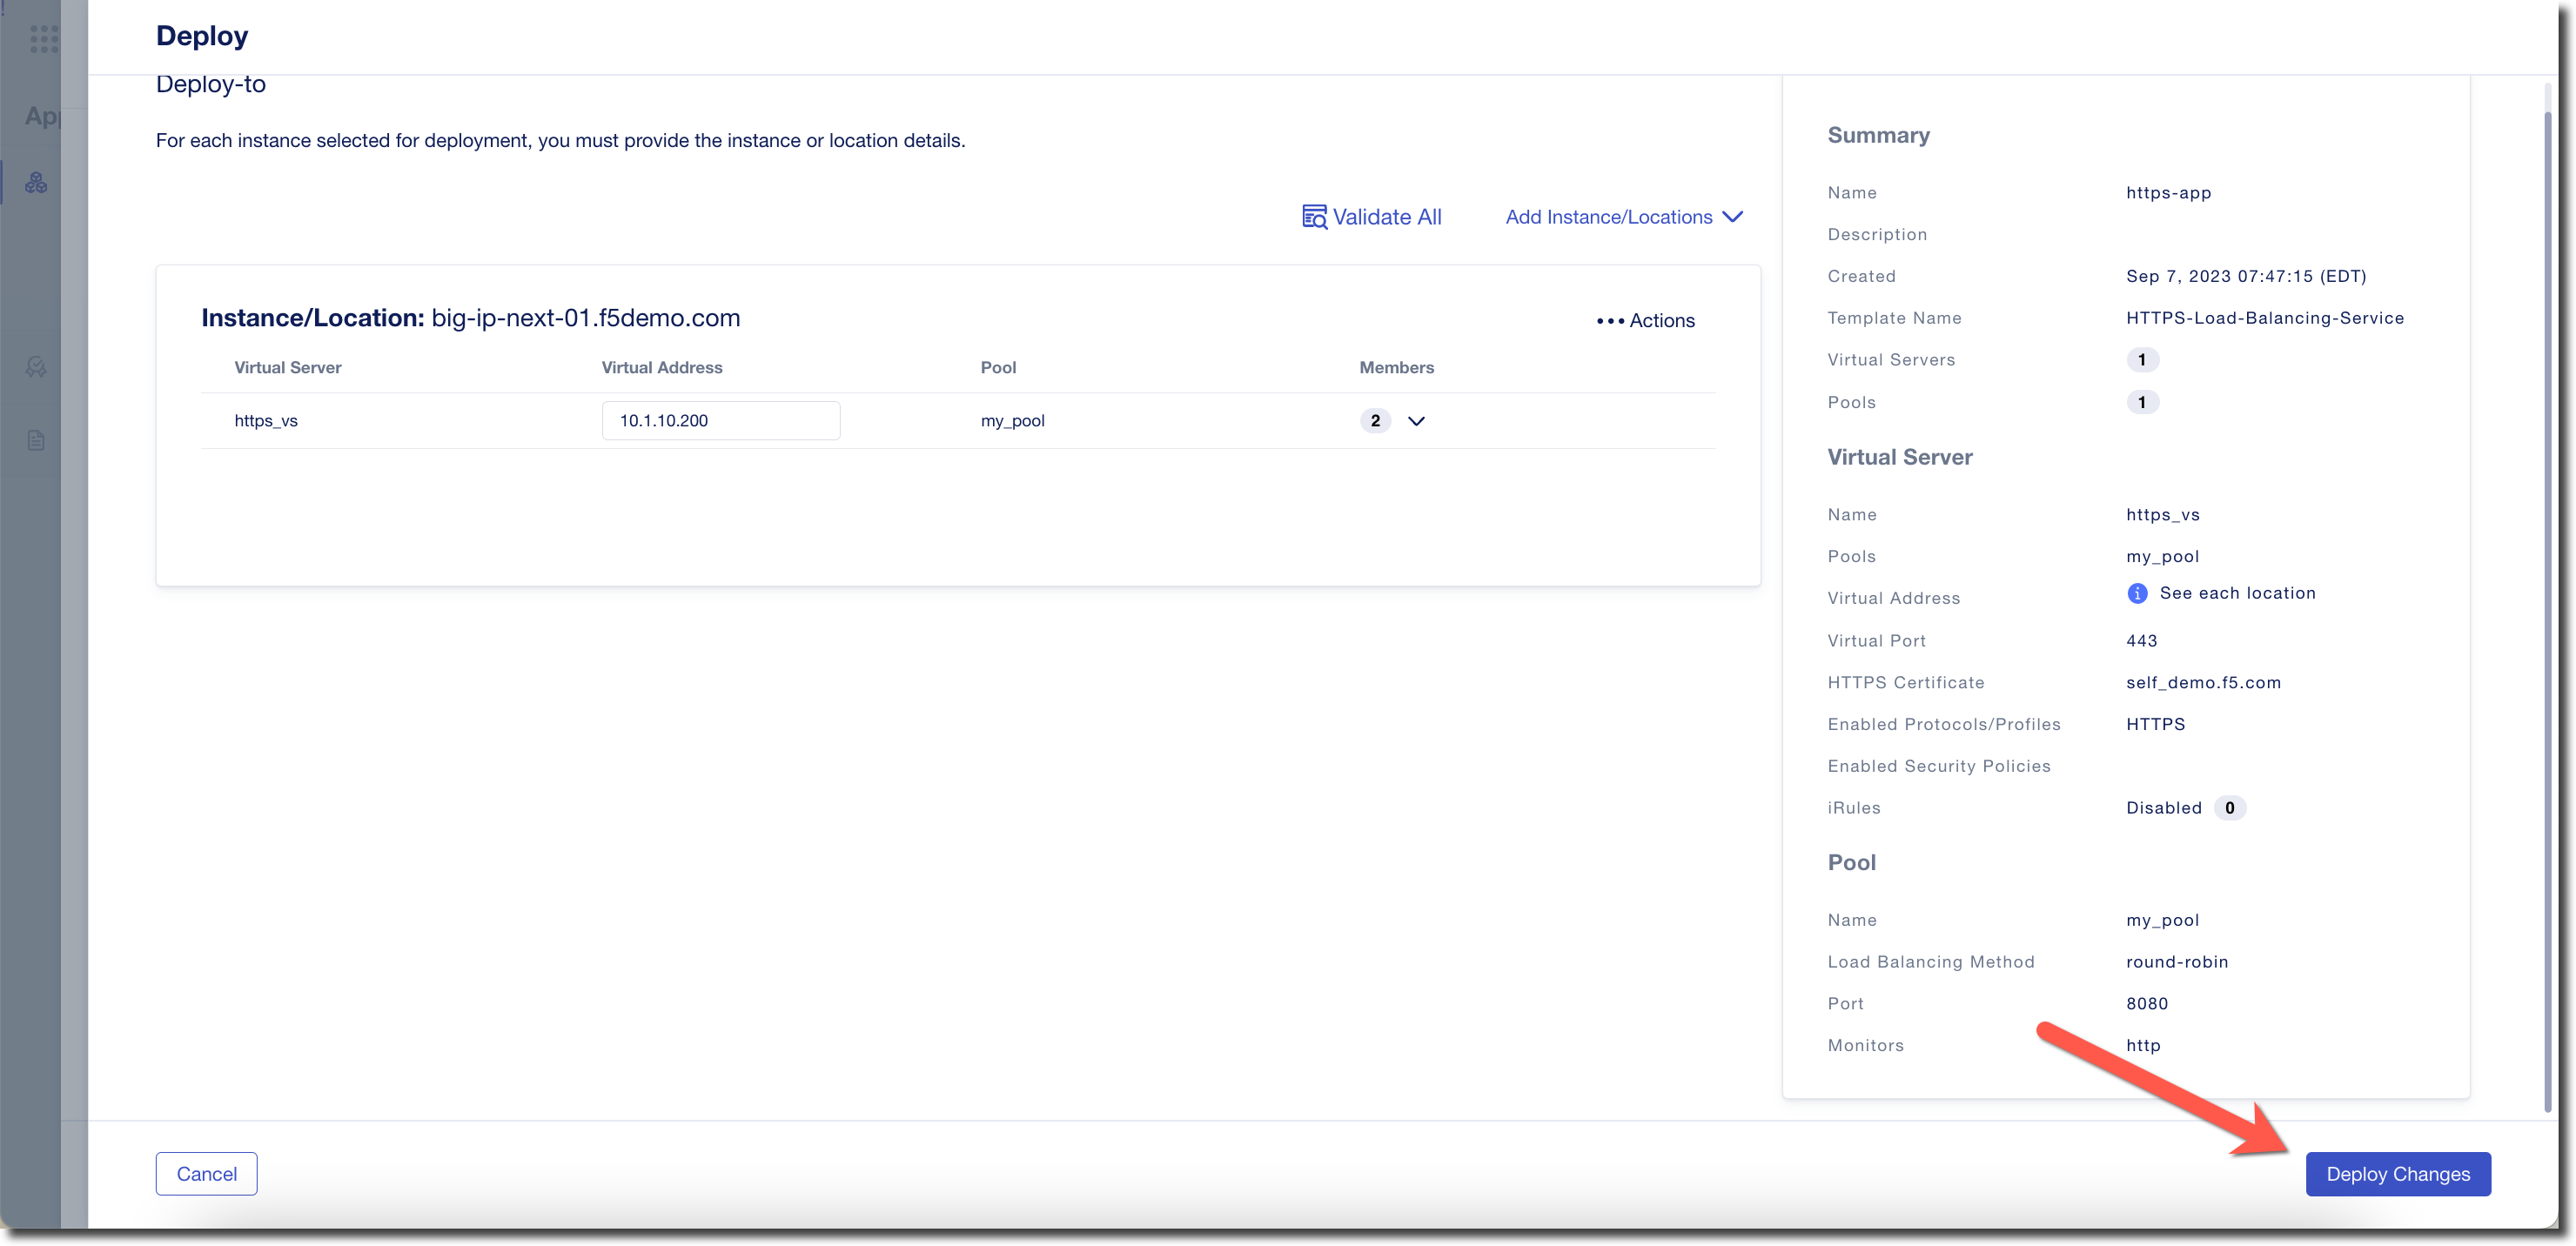 Deploy
App
Deploy-to
For each instance selected for deployment, you must provide the instance or location details.
Validate All
Add Instance/Locations
Instance/Location: big-ip-next-01.f5demo.com
Actions
Virtual Server Virtual Address Pool Members
https_vs 10.1.10.200 my_pool 2
Summary
Name https-app
Description
Created Sep 7, 2023 07:47:15 (EDT)
Template Name HTTPS-Load-Balancing-Service
Virtual Servers 1
Pools 1
Virtual Server
Name https_vs
Pools my_pool
Virtual Address See each location
Virtual Port 443
HTTPS Certificate self_demo.f5.com
Enabled Protocols/Profiles HTTPS
Enabled Security Policies
iRules Disabled 0
Pool
Name my_pool
Load Balancing Method round-robin
Port 8080
Monitors http
Cancel
Deploy Changes